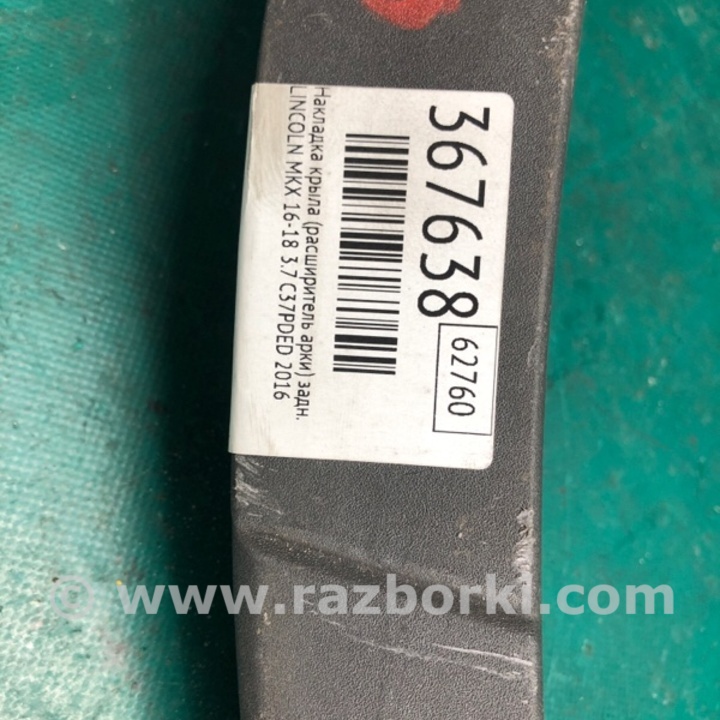 367638
62760
Накладка крыла (расширитель арки) задн.
LINCOLN MKX 16-18 3.7 C37PDED 2016
© www.razborki.com